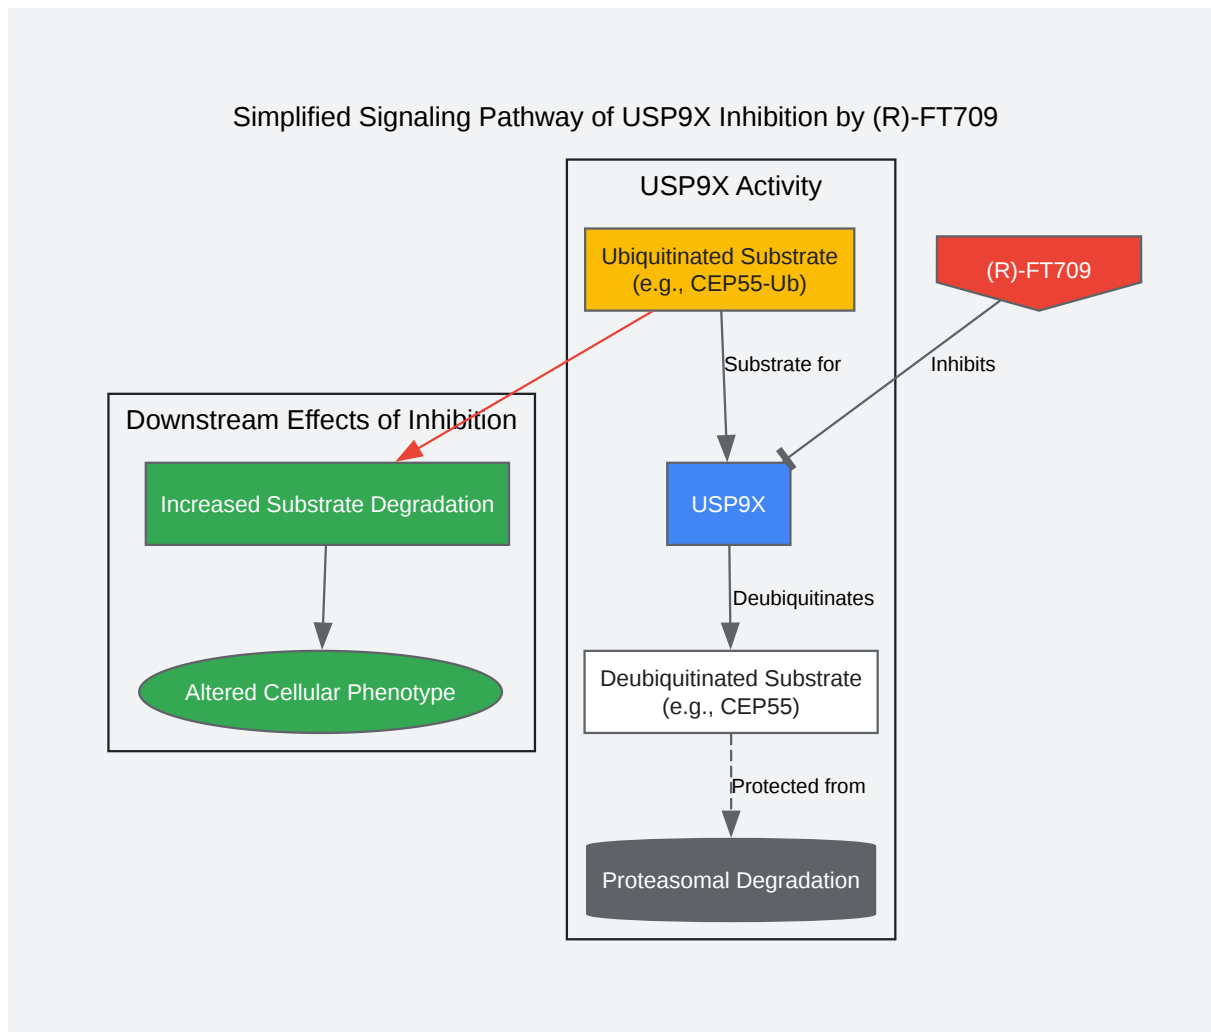 Simplified Signaling Pathway of USP9X Inhibition by (R)-FT709
USP9X Activity
Ubiquitinated Substrate
(e.g., CEP55-Ub)
(R)-FT709
Substrate for
Inhibits
Downstream Effects of Inhibition
Increased Substrate Degradation
USP9X
Deubiquitinates
Altered Cellular Phenotype
Deubiquitinated Substrate
(e.g., CEP55)
Protected from
Proteasomal Degradation